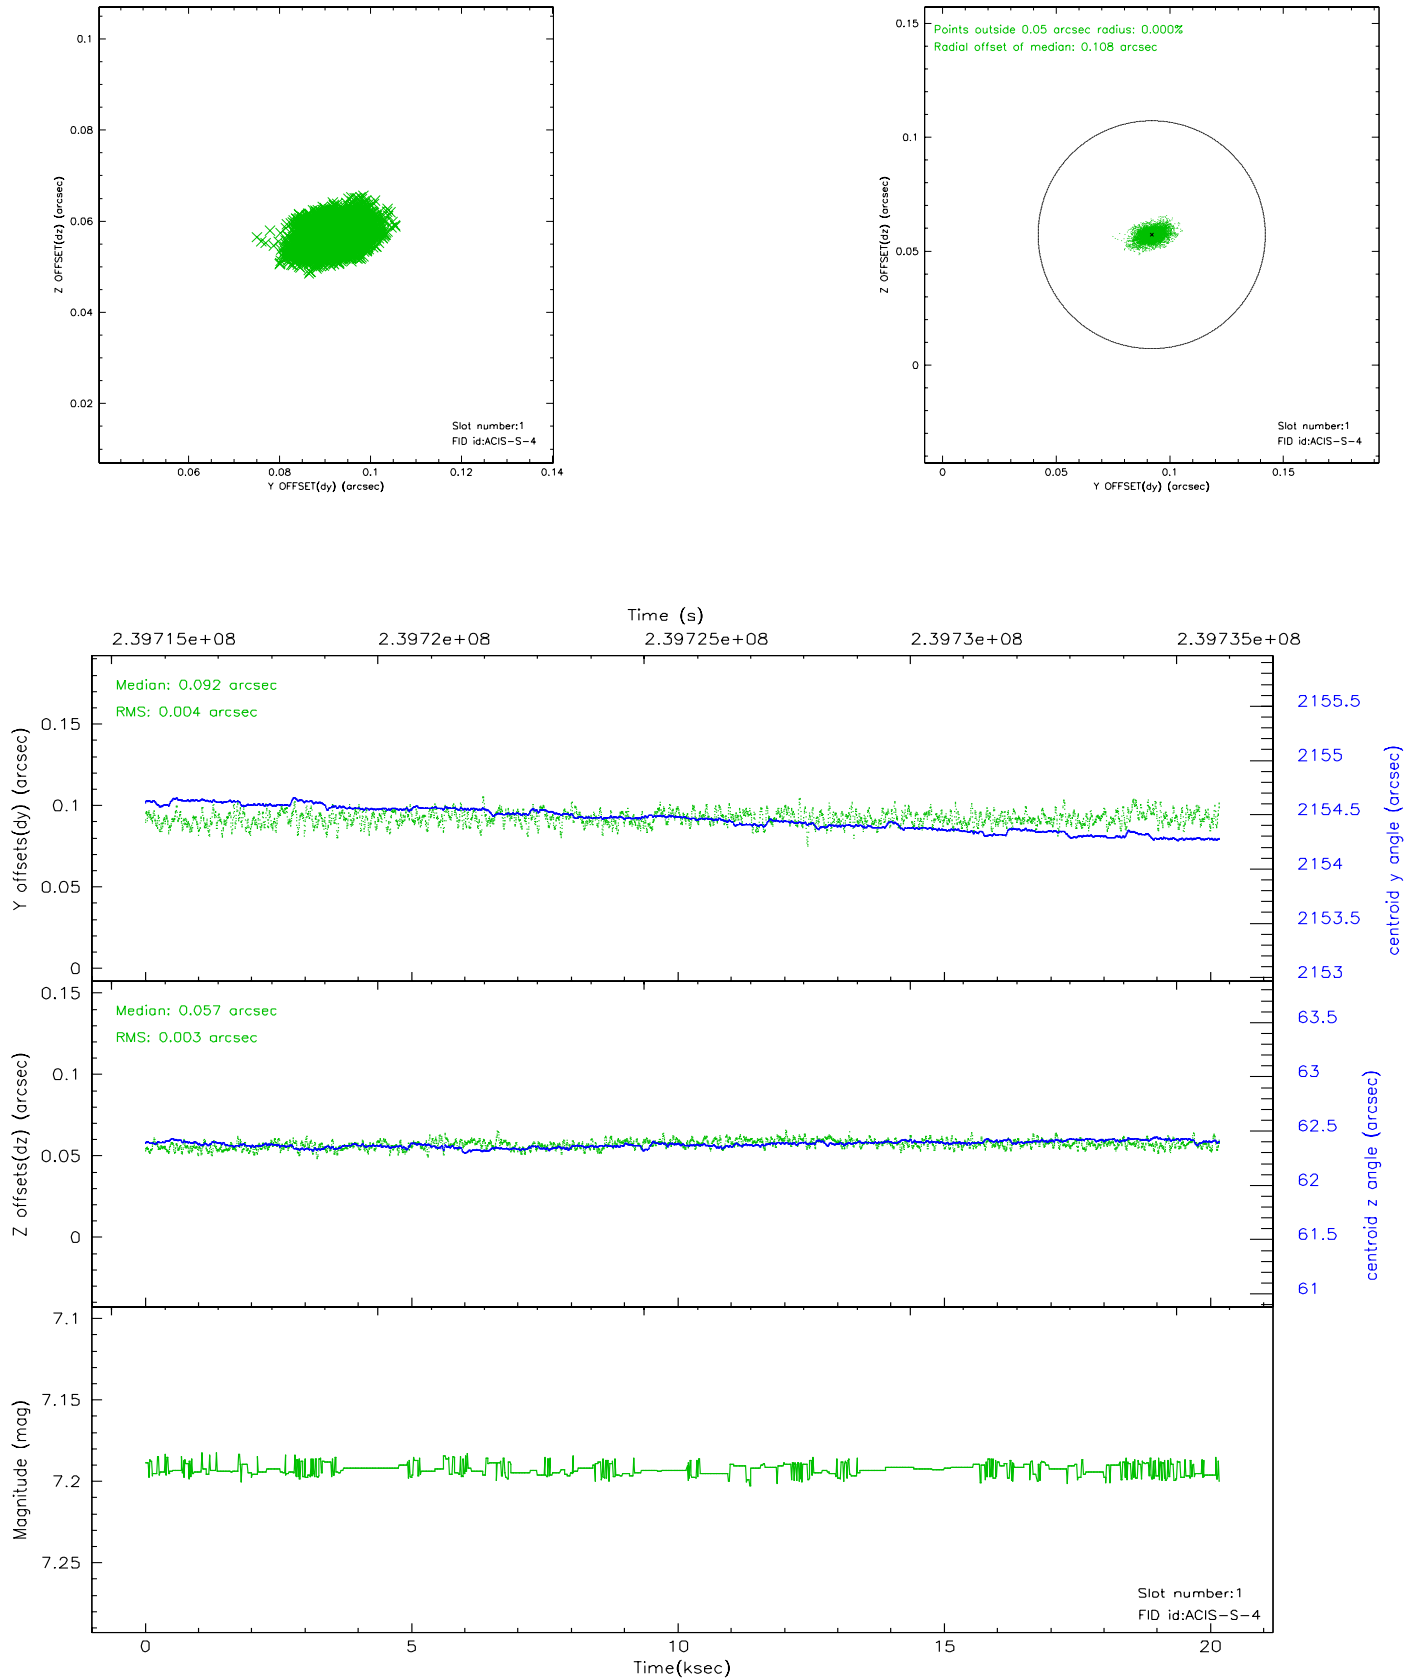 0.1
0.08
0.06
0.04
0.02
Z OFFSET(dz) (arcsec)
0.06
0.08
0.1
0.12
0.14
Y OFFSET(dy) (arcsec)
Slot number:1
FID id:ACIS-S-4
Points outside 0.05 arcsec radius: 0.000%
Radial offset of median: 0.108 arcsec
0.15
0.1
0.05
0
Z OFFSET(dz) (arcsec)
0
0.05
0.1
0.15
Y OFFSET(dy) (arcsec)
Slot number:1
FID id:ACIS-S-4
Time (s)
2.39715e+08
2.3972e+08
2.39725e+08
2.3973e+08
2.39735e+08
Median: 0.092 arcsec
RMS: 0.004 arcsec
0.15
0.1
0.05
0
Y offsets(dy) (arcsec)
2155.5
2155
2154.5
2154
2153.5
2153
centroid y angle (arcsec)
Median: 0.057 arcsec
RMS: 0.003 arcsec
0.15
0.1
0.05
0
Z offsets(dz) (arcsec)
63.5
63
62.5
62
61.5
61
centroid z angle (arcsec)
7.1
7.15
7.2
7.25
Magnitude (mag)
Slot number:1
FID id:ACIS-S-4
0
5
10
15
20
Time(ksec)